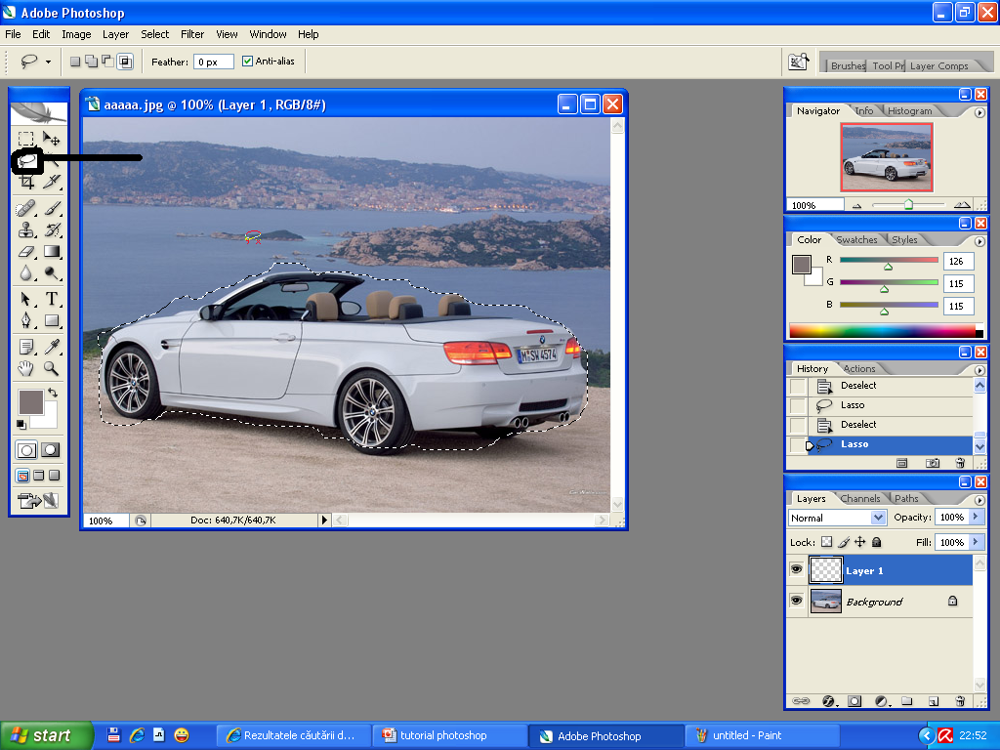 Adobe Photoshop
File Edit Image Layer Select Filter View Window Help
Feather: 0 px Anti-alias
Brushes Tool Pr Layer Comps
aaaaa.jpg @ 100% (Layer 1, RGB/8#)
M·SW 4574
100% Doc: 640,7K/640,7K
Navigator Info Histogram
100%
Color Swatches Styles
R 126
G 115
B 115
History Actions
Deselect
Lasso
Deselect
Lasso
Layers Channels Paths
Normal Opacity: 100%
Lock: Fill: 100%
Layer 1
Background
T
start Rezultatele căutării d... tutorial photoshop Adobe Photoshop untitled - Paint 22:52